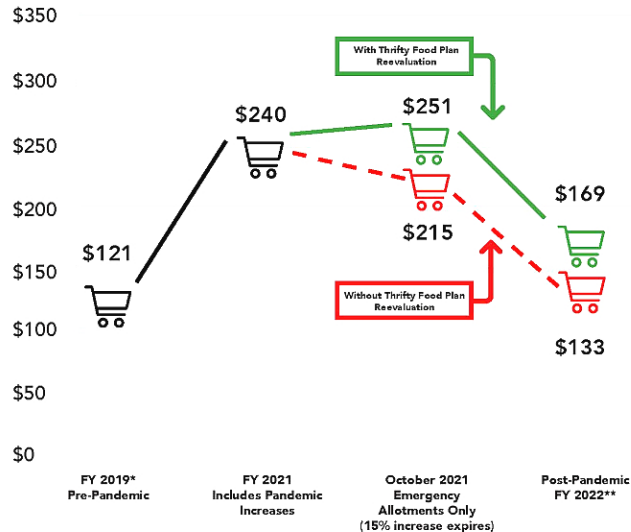 $350
With Thrifty Food Plan
Reevaluation
$300
$240
$251
$250
$169
$200
$215
$121
$150
Without Thrifty Food Plan
Reevaluation
$100
$133
$50
$0
FY 2019*
Pre-Pandemic
FY 2021
Includes Pandemic
Increases
October 2021
Emergency
Allotments Only
(15% increase expires)
Post-Pandemic
FY 2022**